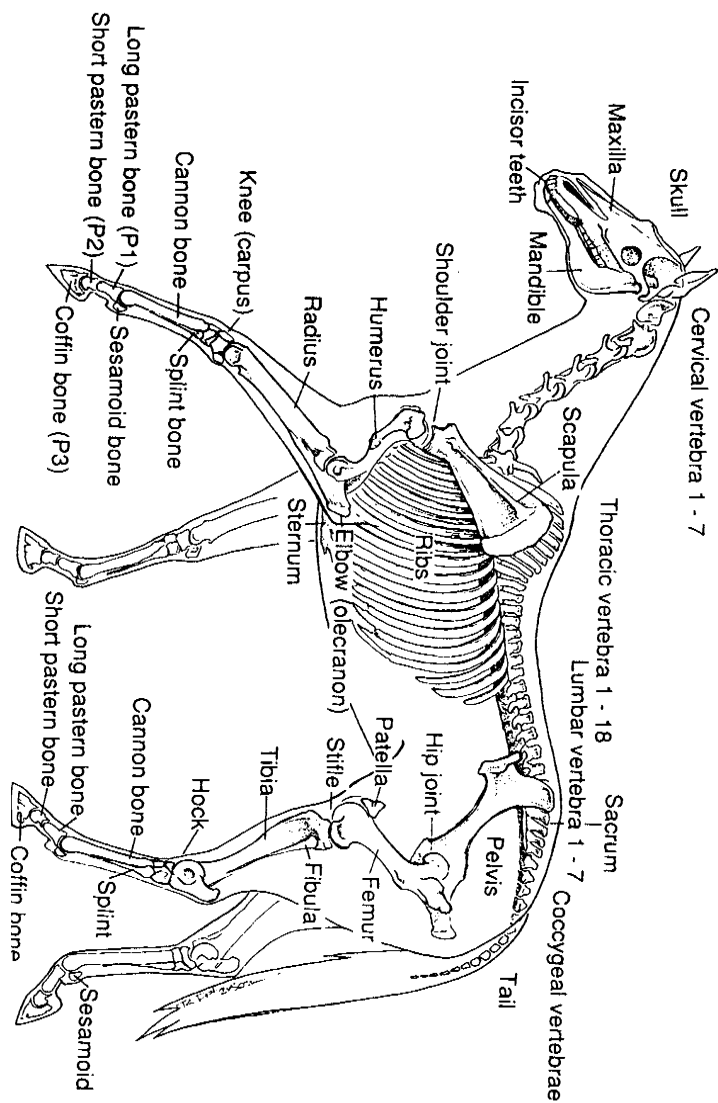 Skull
Maxilla
Incisor teeth
Mandible
Cervical vertebra 1 - 7
Scapula
Shoulder joint
Humerus
Radius
Knee (carpus)
Cannon bone
Long pastern bone (P1)
Short pastern bone (P2)
Coffin bone (P3)
Sesamoid bone
Splint bone
Thoracic vertebra 1 - 18
Lumbar vertebra 1 - 7
Sacrum
Coccygeal vertebrae
Tail
Ribs
Sternum
Elbow (olecranon)
Pelvis
Hip joint
Patella
Stifle
Femur
Tibia
Fibula
Hock
Cannon bone
Long pastern bone
Short pastern bone
Coffin bone
Splint
Sesamoid